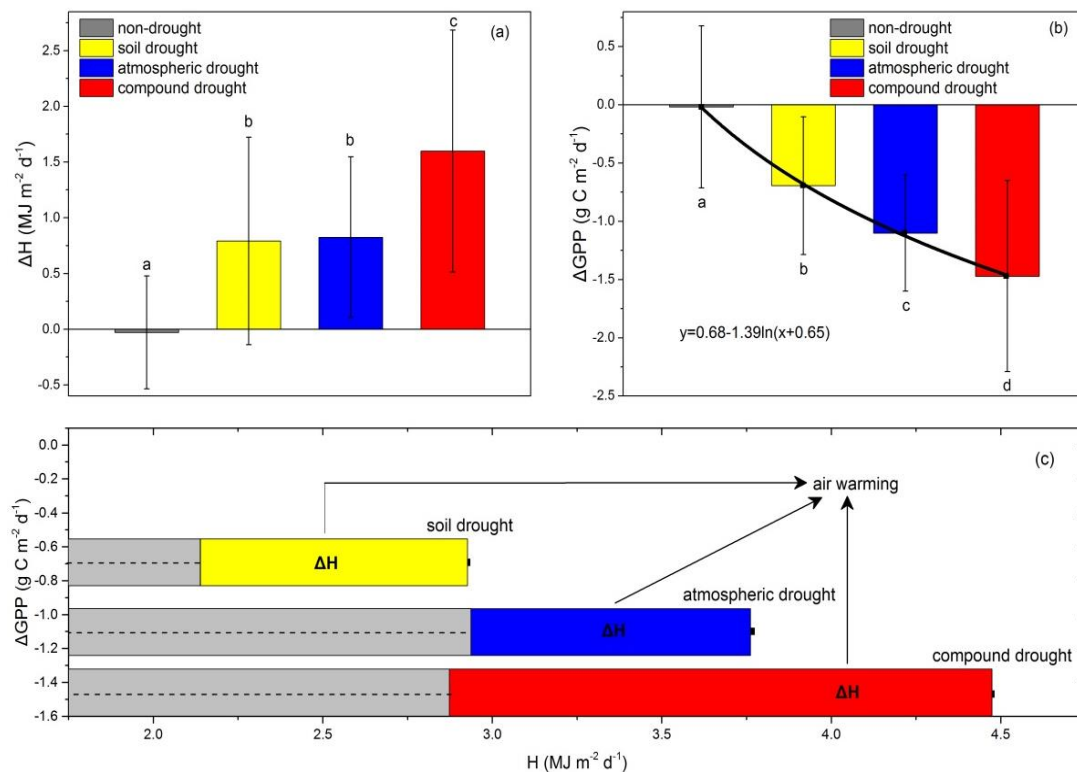 (a)
non-drought
soil drought
atmospheric drought
compound drought
ΔH (MJ m⁻² d⁻¹)
2.5
2.0
1.5
1.0
0.5
0.0
-0.5
a
b
b
c
(b)
non-drought
soil drought
atmospheric drought
compound drought
ΔGPP (g C m⁻² d⁻¹)
0.5
0.0
-0.5
-1.0
-1.5
-2.0
-2.5
a
b
c
d
y=0.68-1.39ln(x+0.65)
(c)
ΔGPP (g C m⁻² d⁻¹)
0.0
-0.2
-0.4
-0.6
-0.8
-1.0
-1.2
-1.4
-1.6
air warming
soil drought
ΔH
atmospheric drought
ΔH
compound drought
ΔH
2.0 2.5 3.0 3.5 4.0 4.5
H (MJ m⁻² d⁻¹)